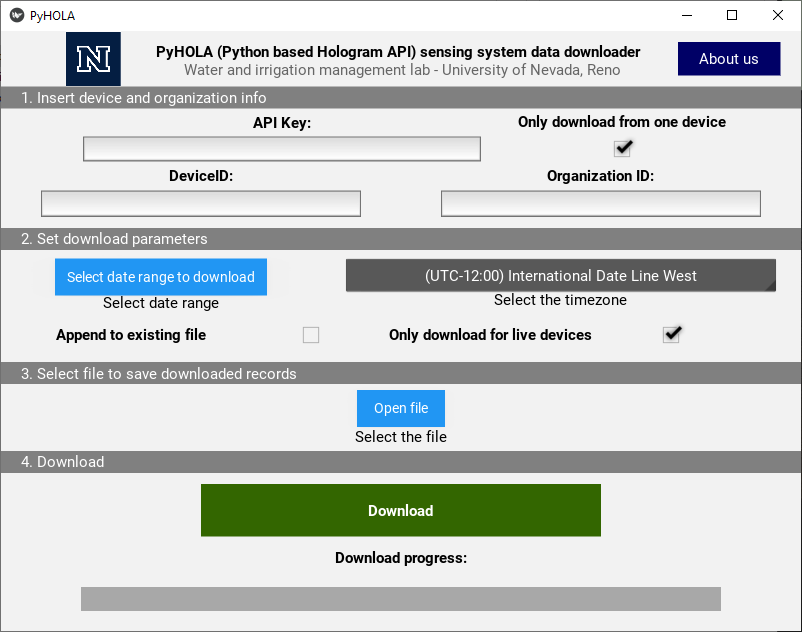 PyHOLA
N
PyHOLA (Python based Hologram API) sensing system data downloader
Water and irrigation management lab - University of Nevada, Reno
About us
1. Insert device and organization info
API Key:
Only download from one device
DeviceID:
Organization ID:
2. Set download parameters
Select date range to download
(UTC-12:00) International Date Line West
Select date range
Select the timezone
Append to existing file
Only download for live devices
3. Select file to save downloaded records
Open file
Select the file
4. Download
Download
Download progress: